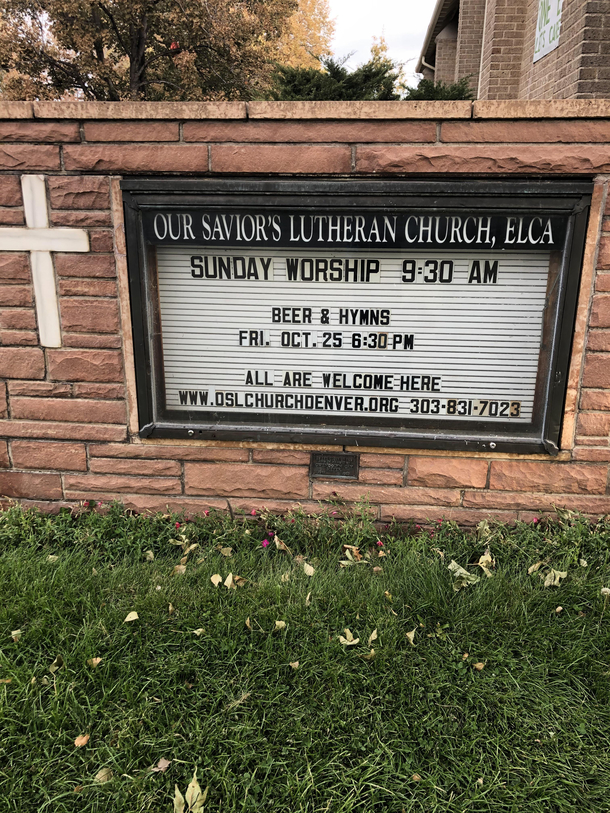 OUR SAVIOR'S LUTHERAN CHURCH, ELCA
SUNDAY WORSHIP 9:30 AM
BEER & HYMNS
FRI. OCT. 25 6:30 PM
ALL ARE WELCOME HERE
WWW.OSLCHURCHDENVER.ORG 303-831-7023